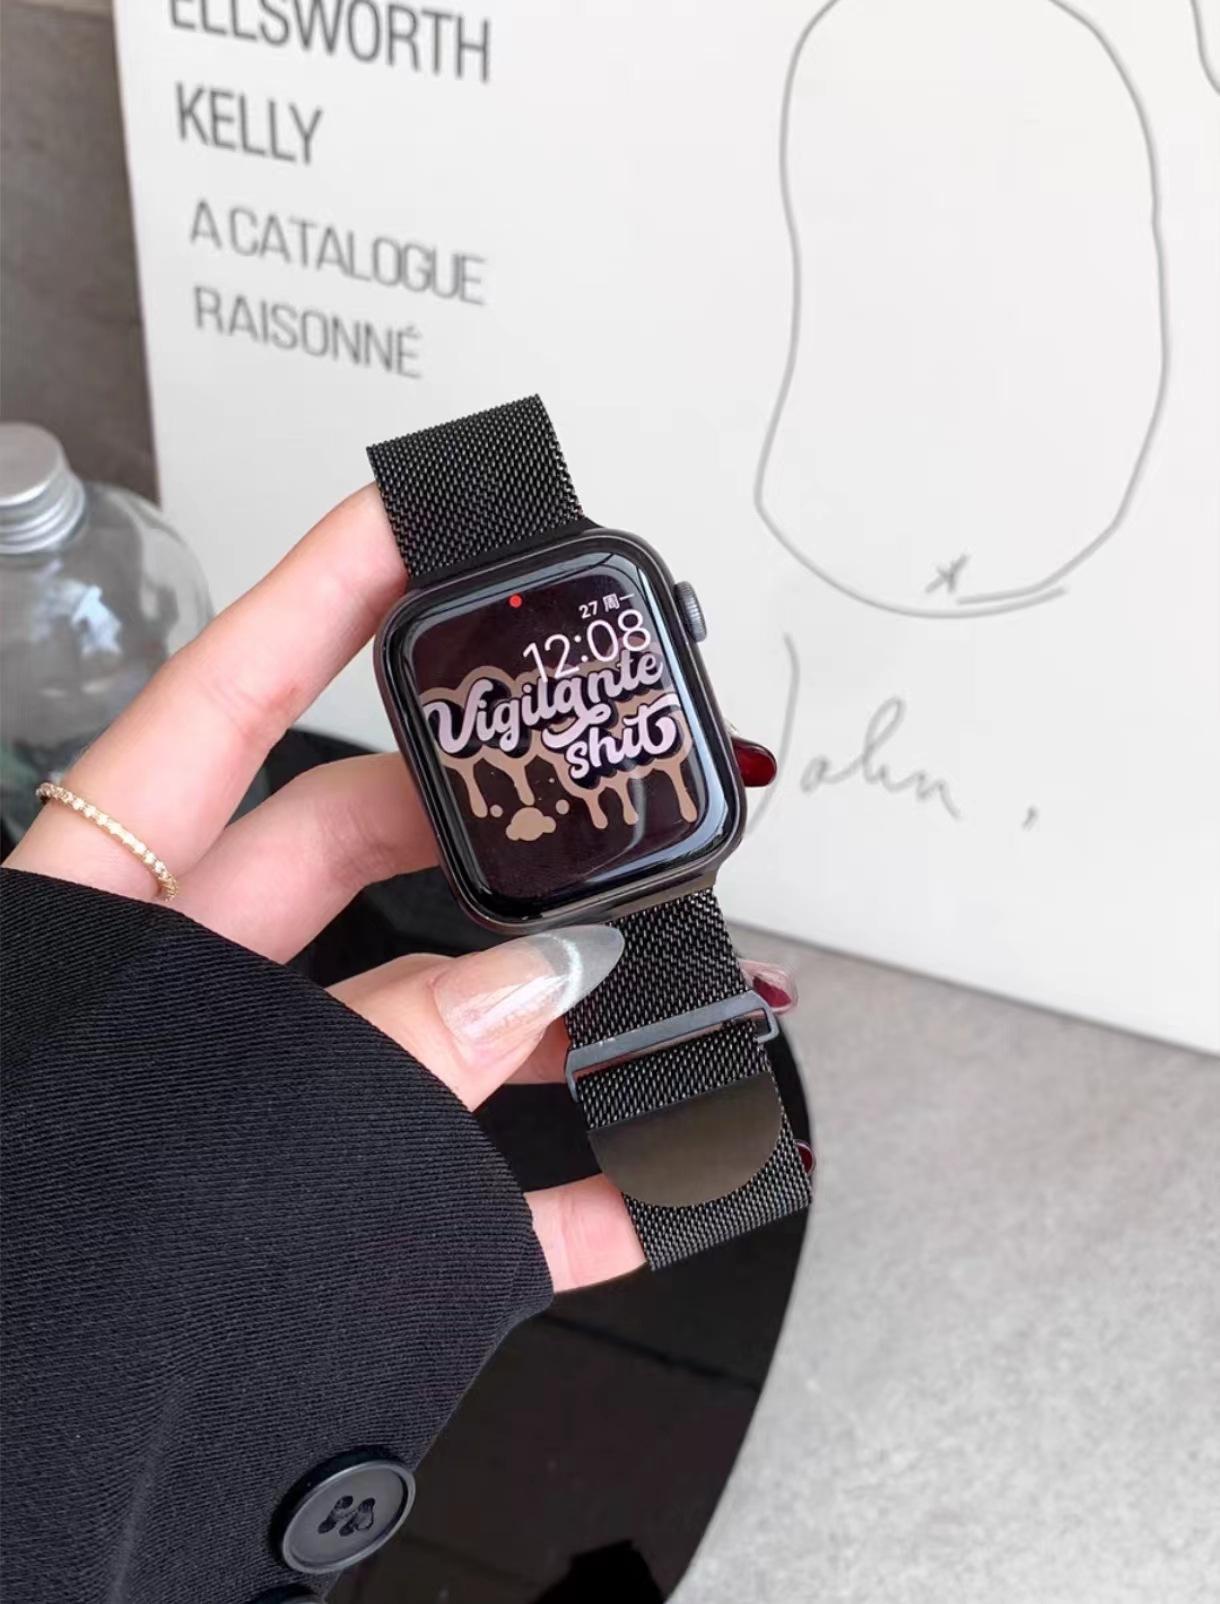 ELLSWORTH
KELLY
A CATALOGUE
RAISONNÉ
27 周一
12:08
Vigilante
shit
John,